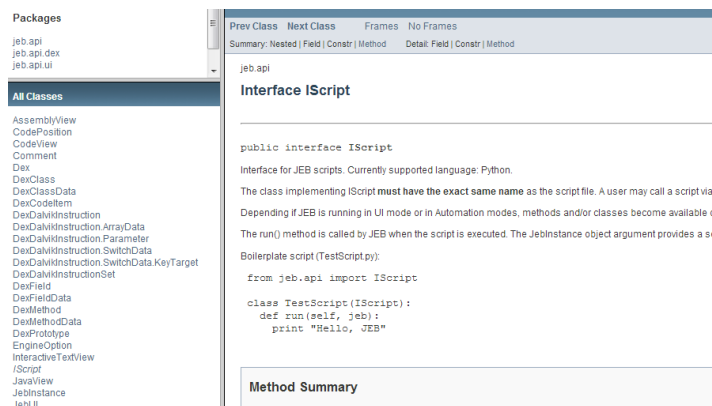 Packages
jeb.api
jeb.api.dex
jeb.api.ui
All Classes
AssemblyView
CodePosition
CodeView
Comment
Dex
DexClass
DexClassData
DexCodeItem
DexDalvikInstruction
DexDalvikInstruction.ArrayData
DexDalvikInstruction.Parameter
DexDalvikInstruction.SwitchData
DexDalvikInstruction.SwitchData.KeyTarget
DexDalvikInstructionSet
DexField
DexFieldData
DexMethod
DexMethodData
DexPrototype
EngineOption
InteractiveTextView
IScript
JavaView
JebInstance
JebUI
Prev Class Next Class Frames No Frames
Summary: Nested | Field | Constr | Method Detail: Field | Constr | Method
jeb.api
Interface IScript
public interface IScript
Interface for JEB scripts. Currently supported language: Python.
The class implementing IScript must have the exact same name as the script file. A user may call a script via
Depending if JEB is running in UI mode or in Automation modes, methods and/or classes become available
The run() method is called by JEB when the script is executed. The JebInstance object argument provides a
Boilerplate script (TestScript.py):
from jeb.api import IScript
class TestScript(IScript):
def run(self, jeb):
print "Hello, JEB"
Method Summary